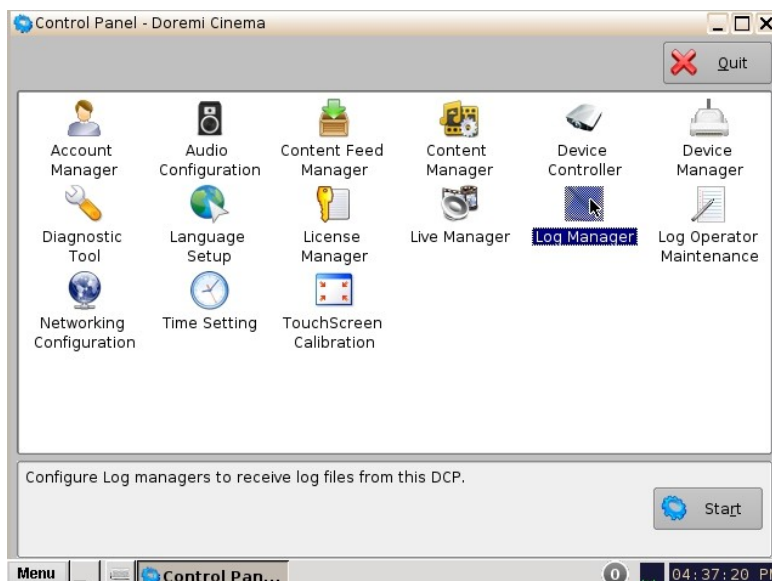 Control Panel - Doremi Cinema
Quit
Account Manager
Audio Configuration
Content Feed Manager
Content Manager
Device Controller
Device Manager
Diagnostic Tool
Language Setup
License Manager
Live Manager
Log Manager
Log Operator Maintenance
Networking Configuration
Time Setting
TouchScreen Calibration
Configure Log managers to receive log files from this DCP.
Start
Menu
Control Pan...
0
04:37:20 PM